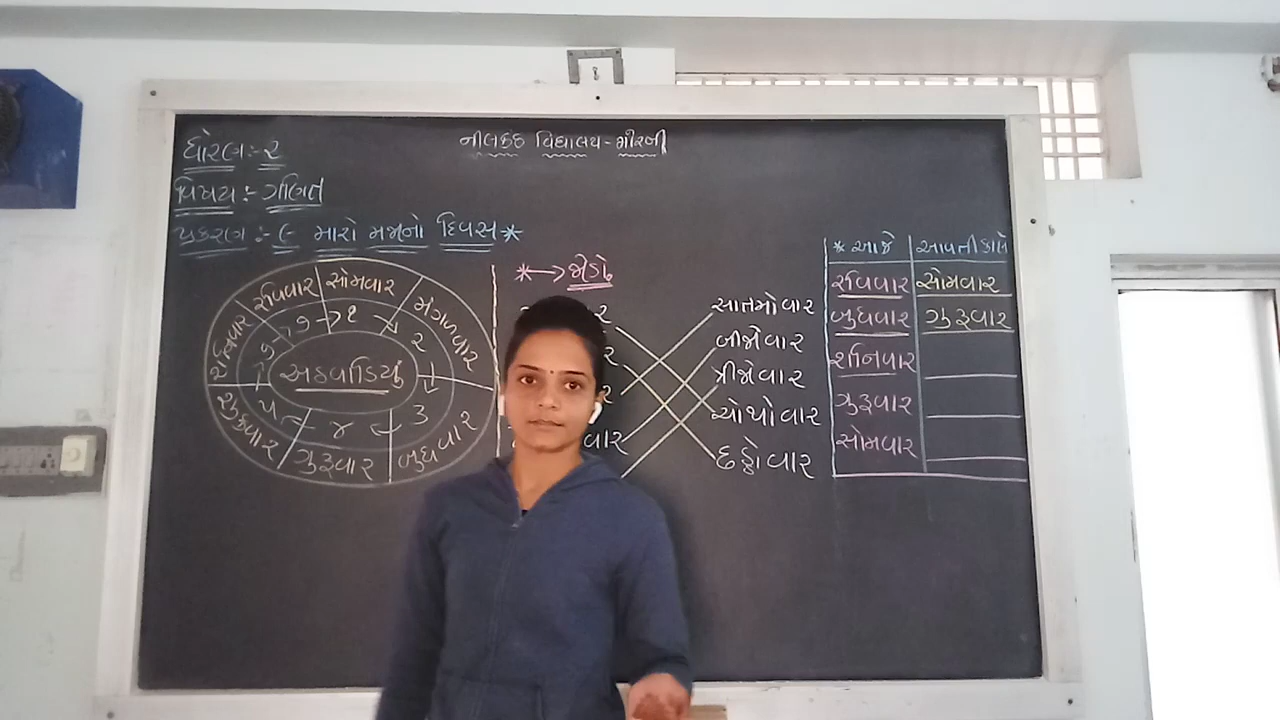 નીલકંઠ વિદ્યાલય - મોરબી
ધોરણ :- ૨
વિષય :- ગણિત
પ્રકરણ :- ૯ મારો મજાનો દિવસ *
રવિવાર
સોમવાર
મંગળવાર
બુધવાર
ગુરૂવાર
શુક્રવાર
શનિવાર
૭
૧
૨
૩
૪
૫
૬
અઠવાડિયું
* જોડો
સાતમો વાર
બીજો વાર
ત્રીજો વાર
ચોથો વાર
છઠ્ઠો વાર
* આજે આવતીકાલે
રવિવાર સોમવાર
બુધવાર ગુરૂવાર
શનિવાર
ગુરૂવાર
સોમવાર